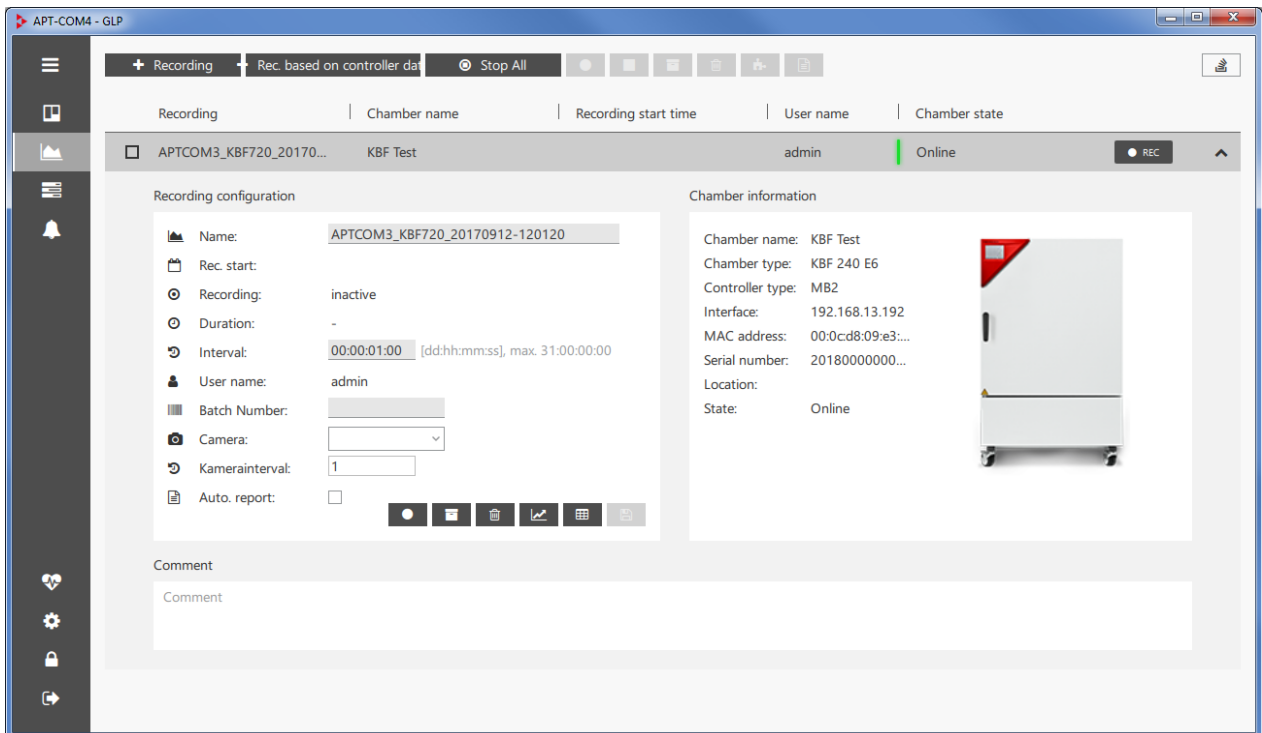 APT-COM4 - GLP
Recording Rec. based on controller dat Stop All
Recording Chamber name Recording start time User name Chamber state
APTCOM3_KBF720_20170... KBF Test admin Online REC
Recording configuration
Name: APTCOM3_KBF720_20170912-120120
Rec. start:
Recording: inactive
Duration: -
Interval: 00:00:01:00 [dd:hh:mm:ss], max. 31:00:00:00
User name: admin
Batch Number:
Camera:
Kamerainterval: 1
Auto. report:
Chamber information
Chamber name: KBF Test
Chamber type: KBF 240 E6
Controller type: MB2
Interface: 192.168.13.192
MAC address: 00:0c:d8:09:e3:...
Serial number: 20180000000...
Location:
State: Online
Comment
Comment